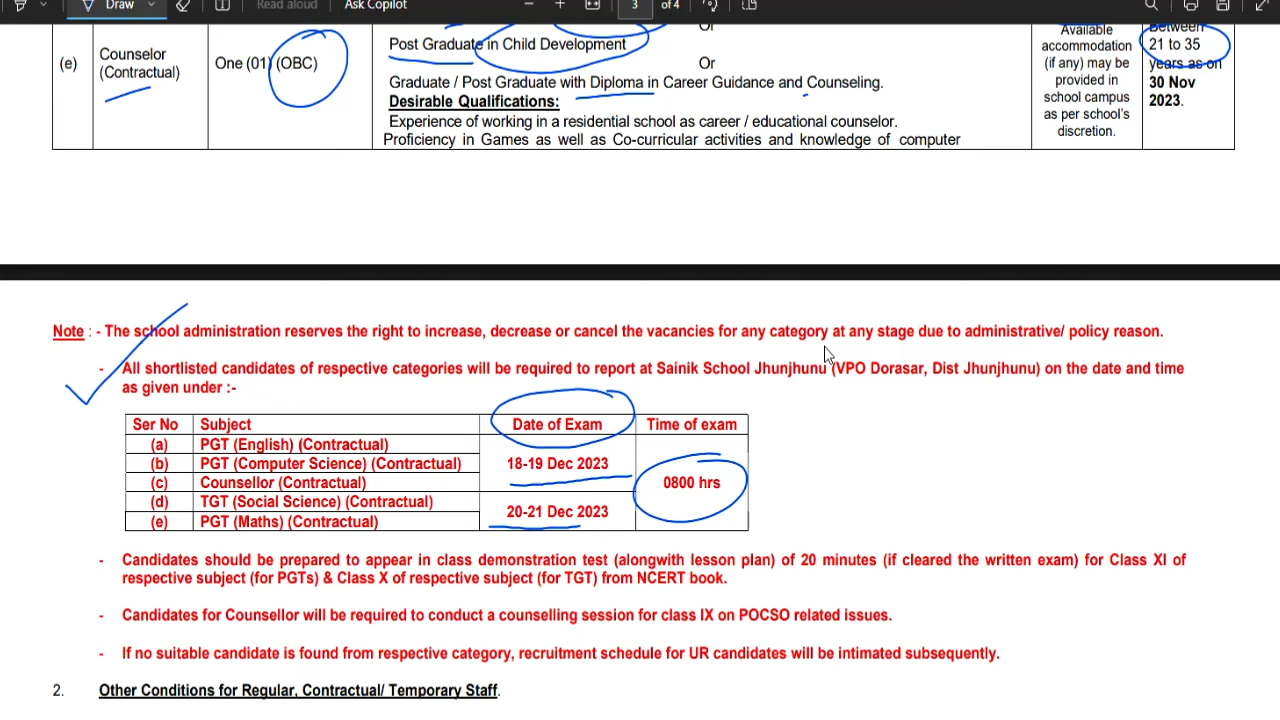 Draw
Read aloud
Ask Copilot
3
of 4
Or
Available
Between
Post Graduate in Child Development
accommodation
21 to 35
Counselor
(e)
One (01) (OBC)
Or
(if any) may be
years as on
(Contractual)
Graduate / Post Graduate with Diploma in Career Guidance and Counseling.
provided in
30 Nov
Desirable Qualifications:
school campus
2023.
Experience of working in a residential school as career / educational counselor.
as per school's
Proficiency in Games as well as Co-curricular activities and knowledge of computer
discretion.
Note : - The school administration reserves the right to increase, decrease or cancel the vacancies for any category at any stage due to administrative/ policy reason.
- All shortlisted candidates of respective categories will be required to report at Sainik School Jhunjhunu (VPO Dorasar, Dist Jhunjhunu) on the date and time
as given under :-
Ser No Subject Date of Exam Time of exam
(a) PGT (English) (Contractual)
(b) PGT (Computer Science) (Contractual) 18-19 Dec 2023
(c) Counsellor (Contractual) 0800 hrs
(d) TGT (Social Science) (Contractual)
20-21 Dec 2023
(e) PGT (Maths) (Contractual)
- Candidates should be prepared to appear in class demonstration test (alongwith lesson plan) of 20 minutes (if cleared the written exam) for Class XI of
respective subject (for PGTs) & Class X of respective subject (for TGT) from NCERT book.
- Candidates for Counsellor will be required to conduct a counselling session for class IX on POCSO related issues.
- If no suitable candidate is found from respective category, recruitment schedule for UR candidates will be intimated subsequently.
2. Other Conditions for Regular, Contractual/ Temporary Staff.